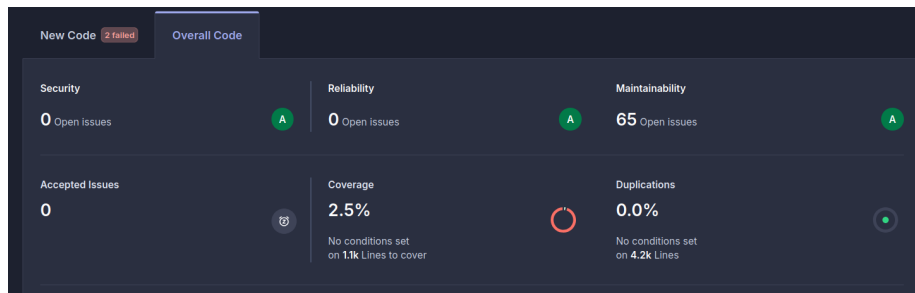 New Code 2 failed Overall Code
Security Reliability Maintainability
0 Open issues A 0 Open issues A 65 Open issues A
Accepted Issues Coverage Duplications
0 2.5% 0.0%
No conditions set No conditions set
on 1.1k Lines to cover on 4.2k Lines